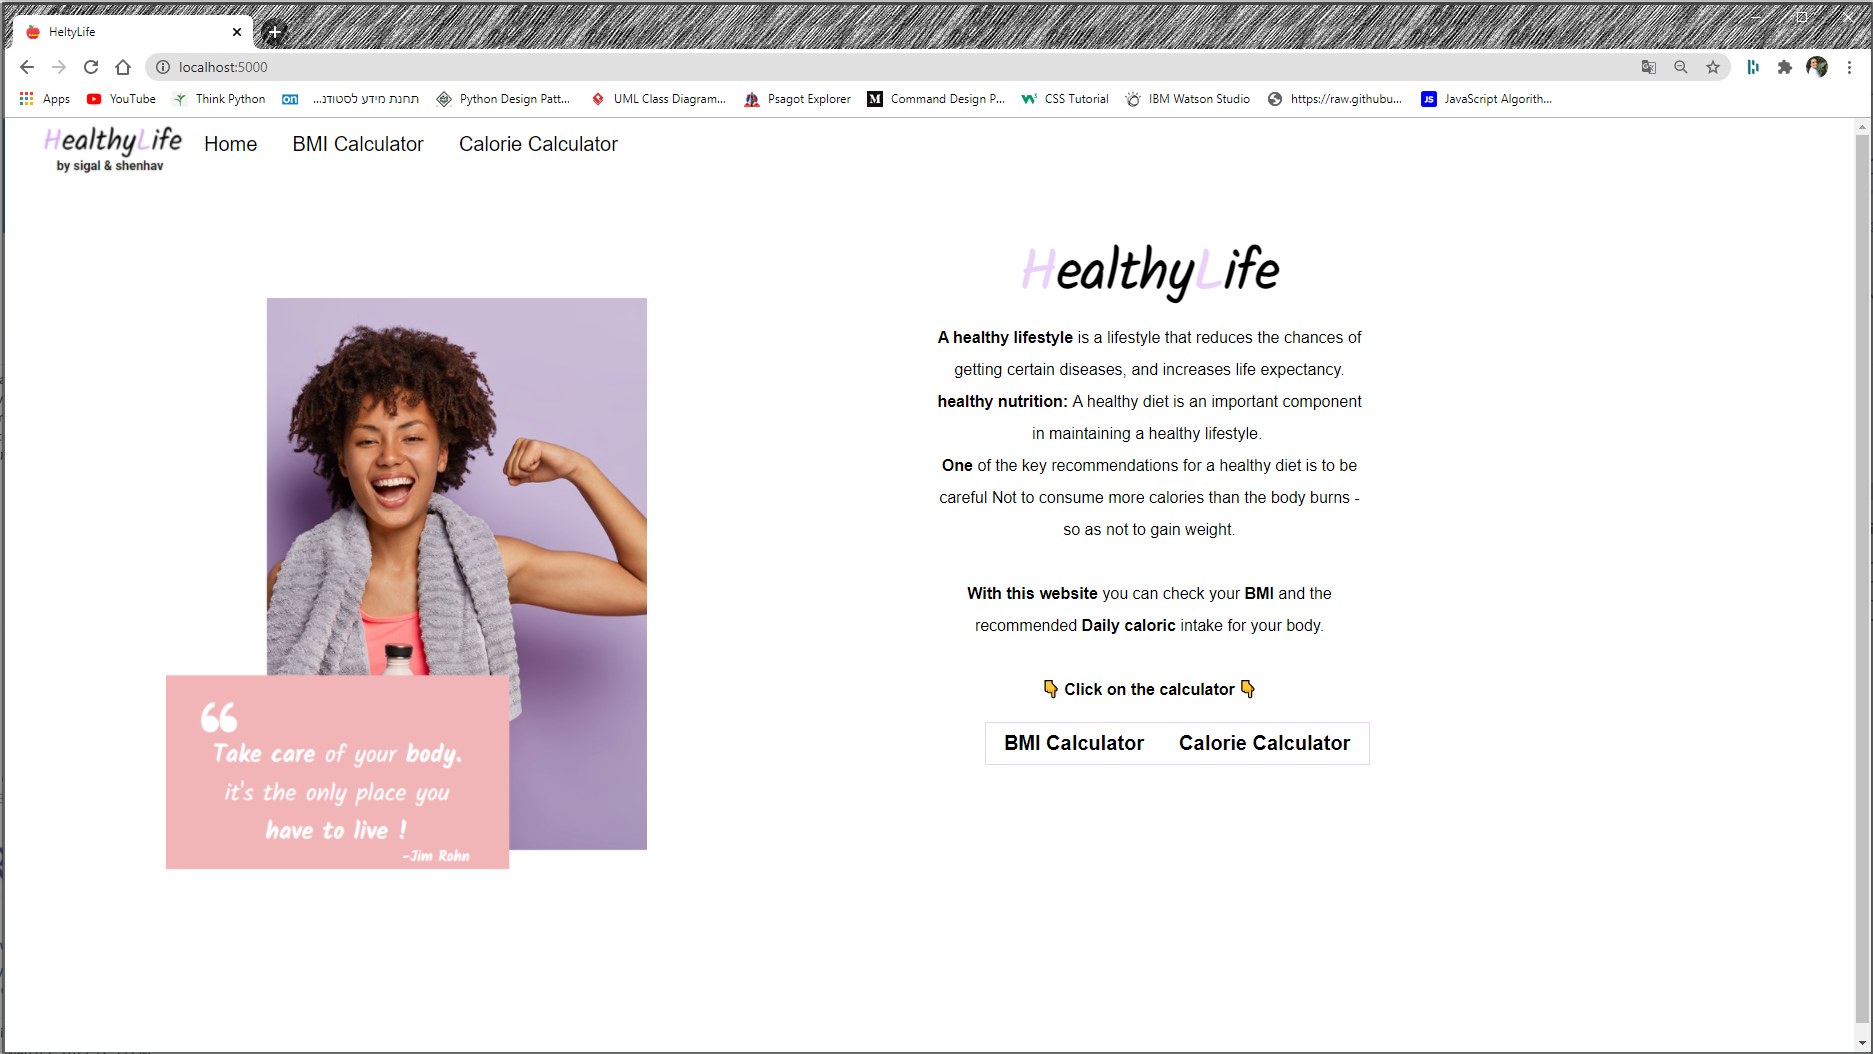 HeltyLife
localhost:5000
Apps
YouTube
Think Python
on
תחנת מידע לסטודנ...
Python Design Patt...
UML Class Diagram...
Psagot Explorer
M
Command Design P...
CSS Tutorial
IBM Watson Studio
https://raw.githubu...
JS
JavaScript Algorith...
HealthyLife
by sigal & shenhav
Home
BMI Calculator
Calorie Calculator
HealthyLife
A healthy lifestyle is a lifestyle that reduces the chances of
getting certain diseases, and increases life expectancy.
healthy nutrition: A healthy diet is an important component
in maintaining a healthy lifestyle.
One of the key recommendations for a healthy diet is to be
careful Not to consume more calories than the body burns -
so as not to gain weight.
With this website you can check your BMI and the
recommended Daily caloric intake for your body.
👇 Click on the calculator 👇
BMI Calculator
Calorie Calculator
❝
Take care of your body.
it's the only place you
have to live !
-Jim Rohn